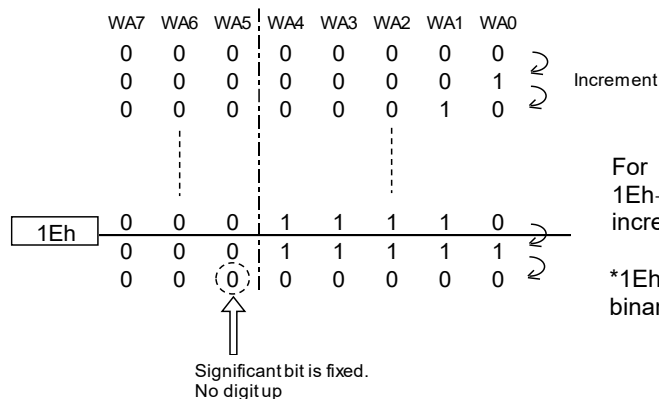 WA7 WA6 WA5 WA4 WA3 WA2 WA1 WA0
0 0 0 0 0 0 0 0
0 0 0 0 0 0 0 1
Increment
0 0 0 0 0 0 1 0
For
1Eh-
incre
1Eh 0 0 0 1 1 1 1 0
0 0 0 1 1 1 1 1
0 0 0 0 0 0 0 0
*1Eh
binar
Significant bit is fixed.
No digit up